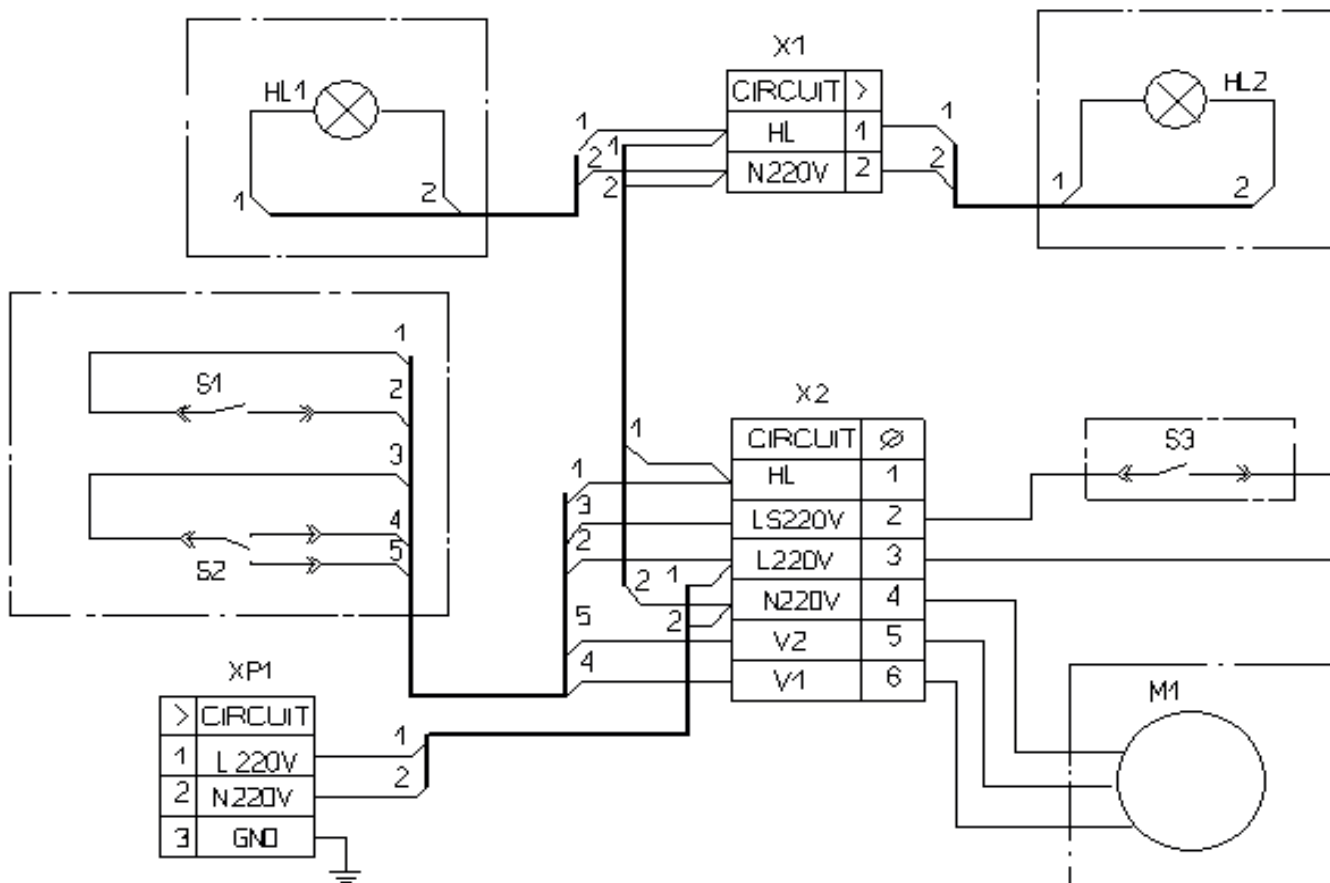 X1
HL1
HL2
CIRCUIT >
HL 1
N220V 2
1
1
1
2
2
2
1
2
1
2
1
S1
2
3
4
S2
5
X2
CIRCUIT Ø
HL 1
LS220V 2
L220V 3
N220V 4
V2 5
V1 6
S3
1
1
3
2
1
2
2
5
4
XP1
> CIRCUIT
1 L220V
2 N220V
3 GND
1
2
M1